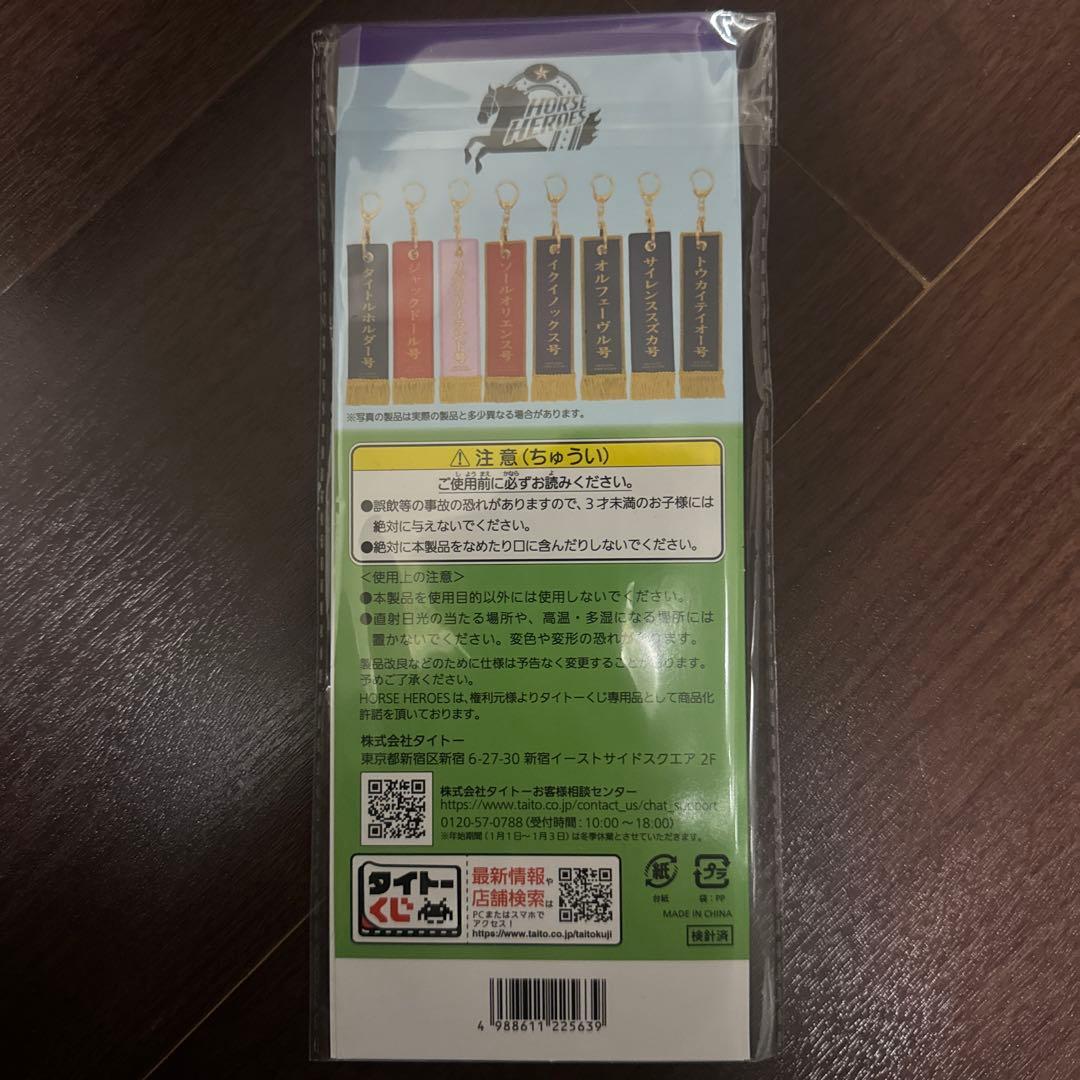 HORSE
HEROES
タイトルホルダー号
ジャックドール号
ソールオリエンス号
イクイノックス号
オルフェーヴル号
サイレンススズカ号
トウカイテイオー号
※写真の製品は実際の製品と多少異なる場合があります。
注意(ちゅうい)
ご使用前に必ずお読みください。
●誤飲等の事故の恐れがありますので、3才未満のお子様には
絶対に与えないでください。
●絶対に本製品をなめたり口に含んだりしないでください。
<使用上の注意>
●本製品を使用目的以外には使用しないでください。
●直射日光の当たる場所や、高温・多湿になる場所には
置かないでください。変色や変形の恐れがあります。
製品改良などのために仕様は予告なく変更することがあります。
予めご了承ください。
HORSE HEROESは、権利元様よりタイトーくじ専用品として商品化
許諾を頂いております。
株式会社タイトー
東京都新宿区新宿 6-27-30 新宿イーストサイドスクエア 2F
株式会社タイトーお客様相談センター
https://www.taito.co.jp/contact_us/chat_support
0120-57-0788(受付時間:10:00~18:00)
※年始期間(1月1日~1月3日)は冬季休業とさせていただきます。
タイトー
くじ
最新情報や
店舗検索は
PCまたはスマホで
アクセス!
https://www.taito.co.jp/taitokuji
紙
台紙
プラ
袋:PP
MADE IN CHINA
検針済
4 988611 225639